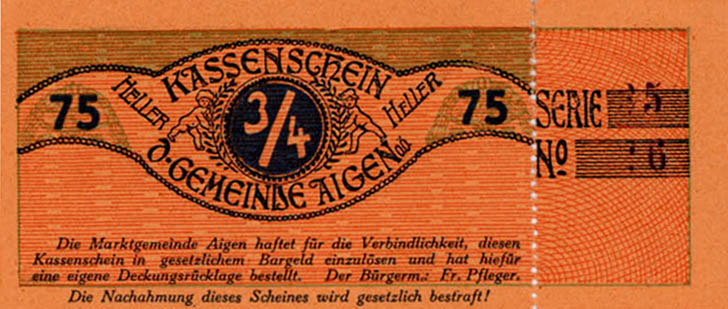 KASSENSCHEIN
75 HELLER 3/4 HELLER 75
D·GEMEINDE AIGEN
SERIE 25
No 6
Die Marktgemeinde Aigen haftet für die Verbindlichkeit, diesen
Kassenschein in gesetzlichem Bargeld einzulösen und hat hiefür
eine eigene Deckungsrücklage bestellt. Der Bürgerm.: Fr. Pfleger.
Die Nachahmung dieses Scheines wird gesetzlich bestraft!